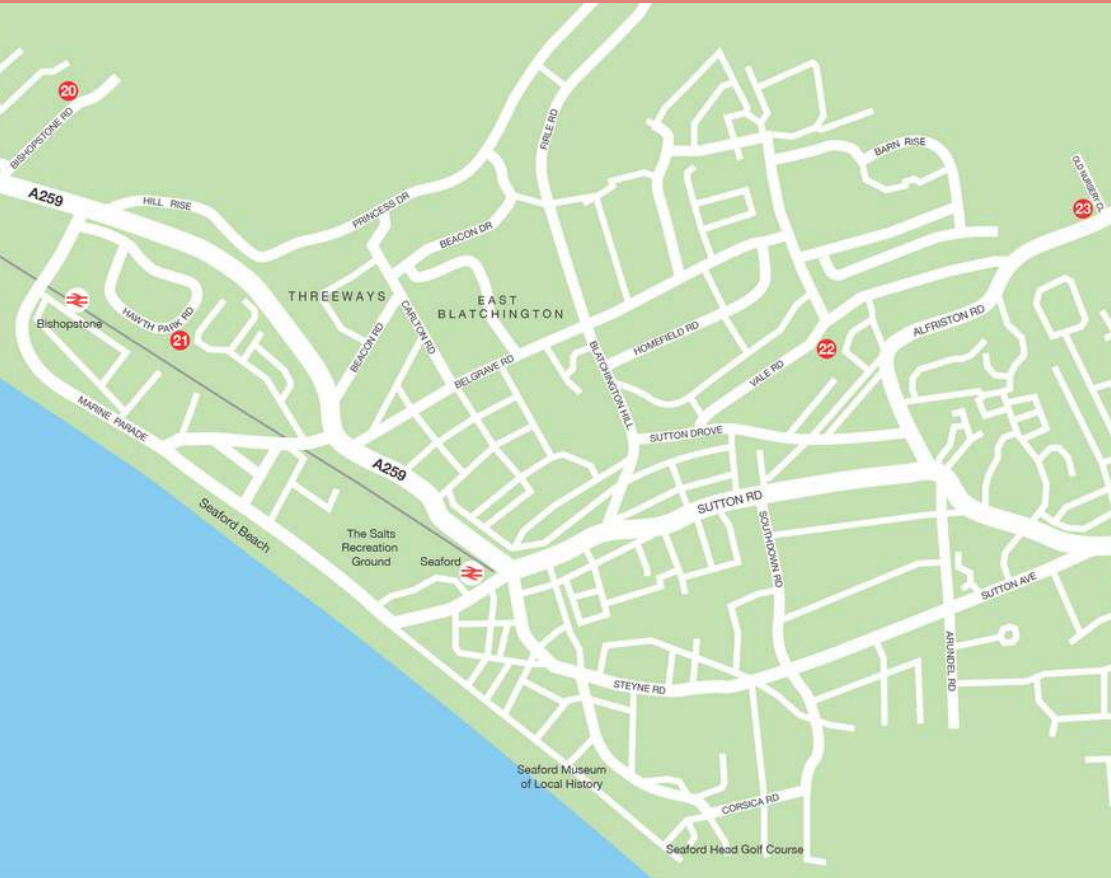 20
BISHOPSTONE RD
A259
HILL RISE
PRINCESS DR
FIRLE RD
BARN RISE
OLD NURSERY CL
23
BEACON DR
THREEWAYS
EAST
BLATCHINGTON
Bishopstone
HAWTH PARK RD
21
BEACON RD
CARLTON RD
BELGRAVE RD
BLATCHINGTON HILL
HOMEFIELD RD
VALE RD
22
ALFRISTON RD
MARINE PARADE
SUTTON DROVE
A259
SUTTON RD
Seaford Beach
The Salts
Recreation
Ground
Seaford
SOUTHDOWN RD
SUTTON AVE
ARUNDEL RD
STEYNE RD
Seaford Museum
of Local History
CORSICA RD
Seaford Head Golf Course